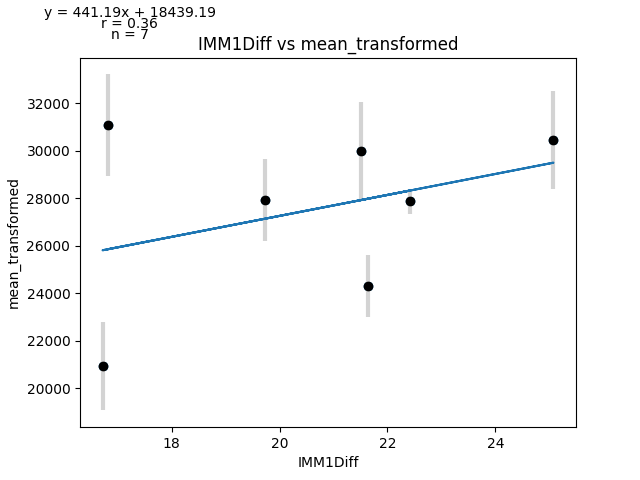 y = 441.19x + 18439.19
r = 0.36
n = 7
IMM1Diff vs mean_transformed
mean_transformed
32000
30000
28000
26000
24000
22000
20000
18
20
22
24
IMM1Diff